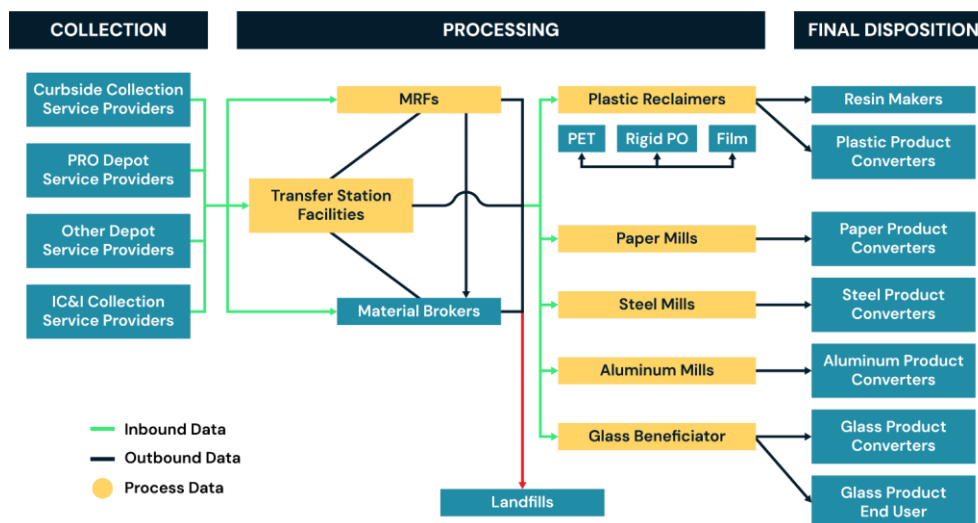 COLLECTION
PROCESSING
FINAL DISPOSITION
Curbside Collection
Service Providers
PRO Depot
Service Providers
Other Depot
Service Providers
IC&I Collection
Service Providers
MRFs
Transfer Station
Facilities
Material Brokers
Plastic Reclaimers
PET
Rigid PO
Film
Paper Mills
Steel Mills
Aluminum Mills
Glass Beneficiator
Resin Makers
Plastic Product
Converters
Paper Product
Converters
Steel Product
Converters
Aluminum Product
Converters
Glass Product
Converters
Glass Product
End User
Inbound Data
Outbound Data
Process Data
Landfills